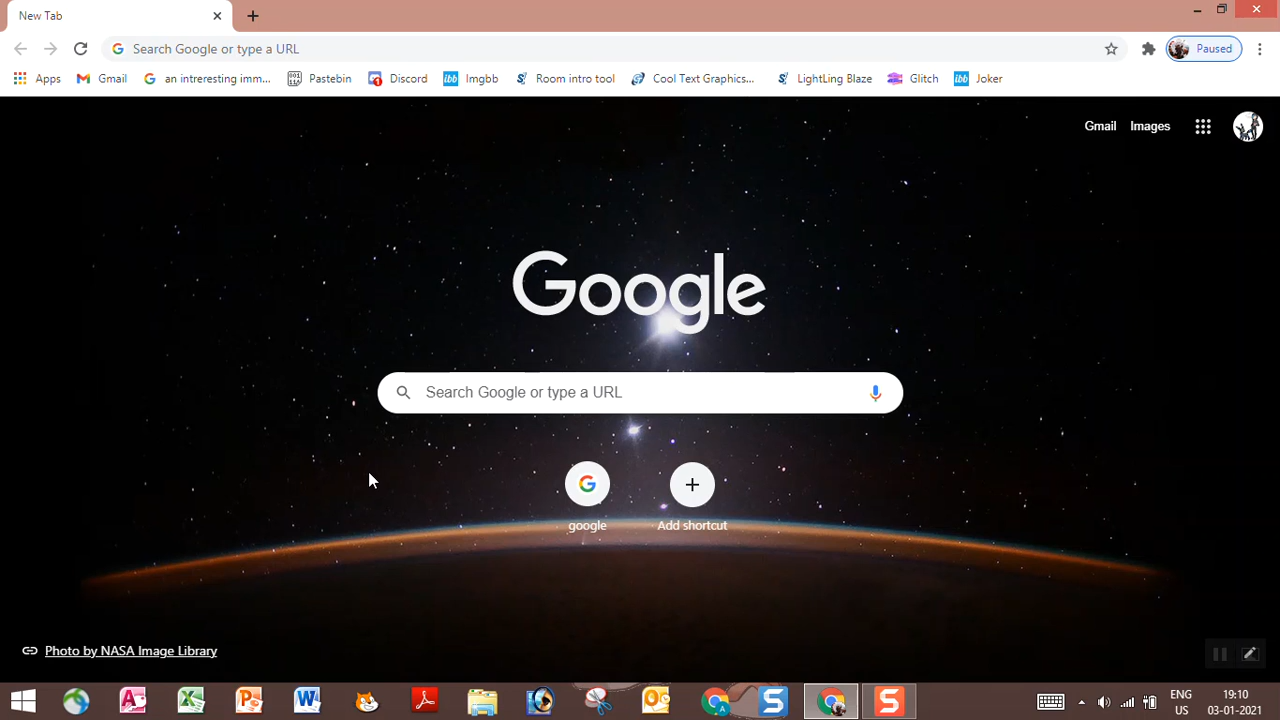 New Tab
Search Google or type a URL
Paused
Apps
Gmail
an intreresting imm...
Pastebin
Discord
Imgbb
Room intro tool
Cool Text Graphics...
LightLing Blaze
Glitch
Joker
Gmail
Images
Google
Search Google or type a URL
google
Add shortcut
Photo by NASA Image Library
ENG
US
19:10
03-01-2021